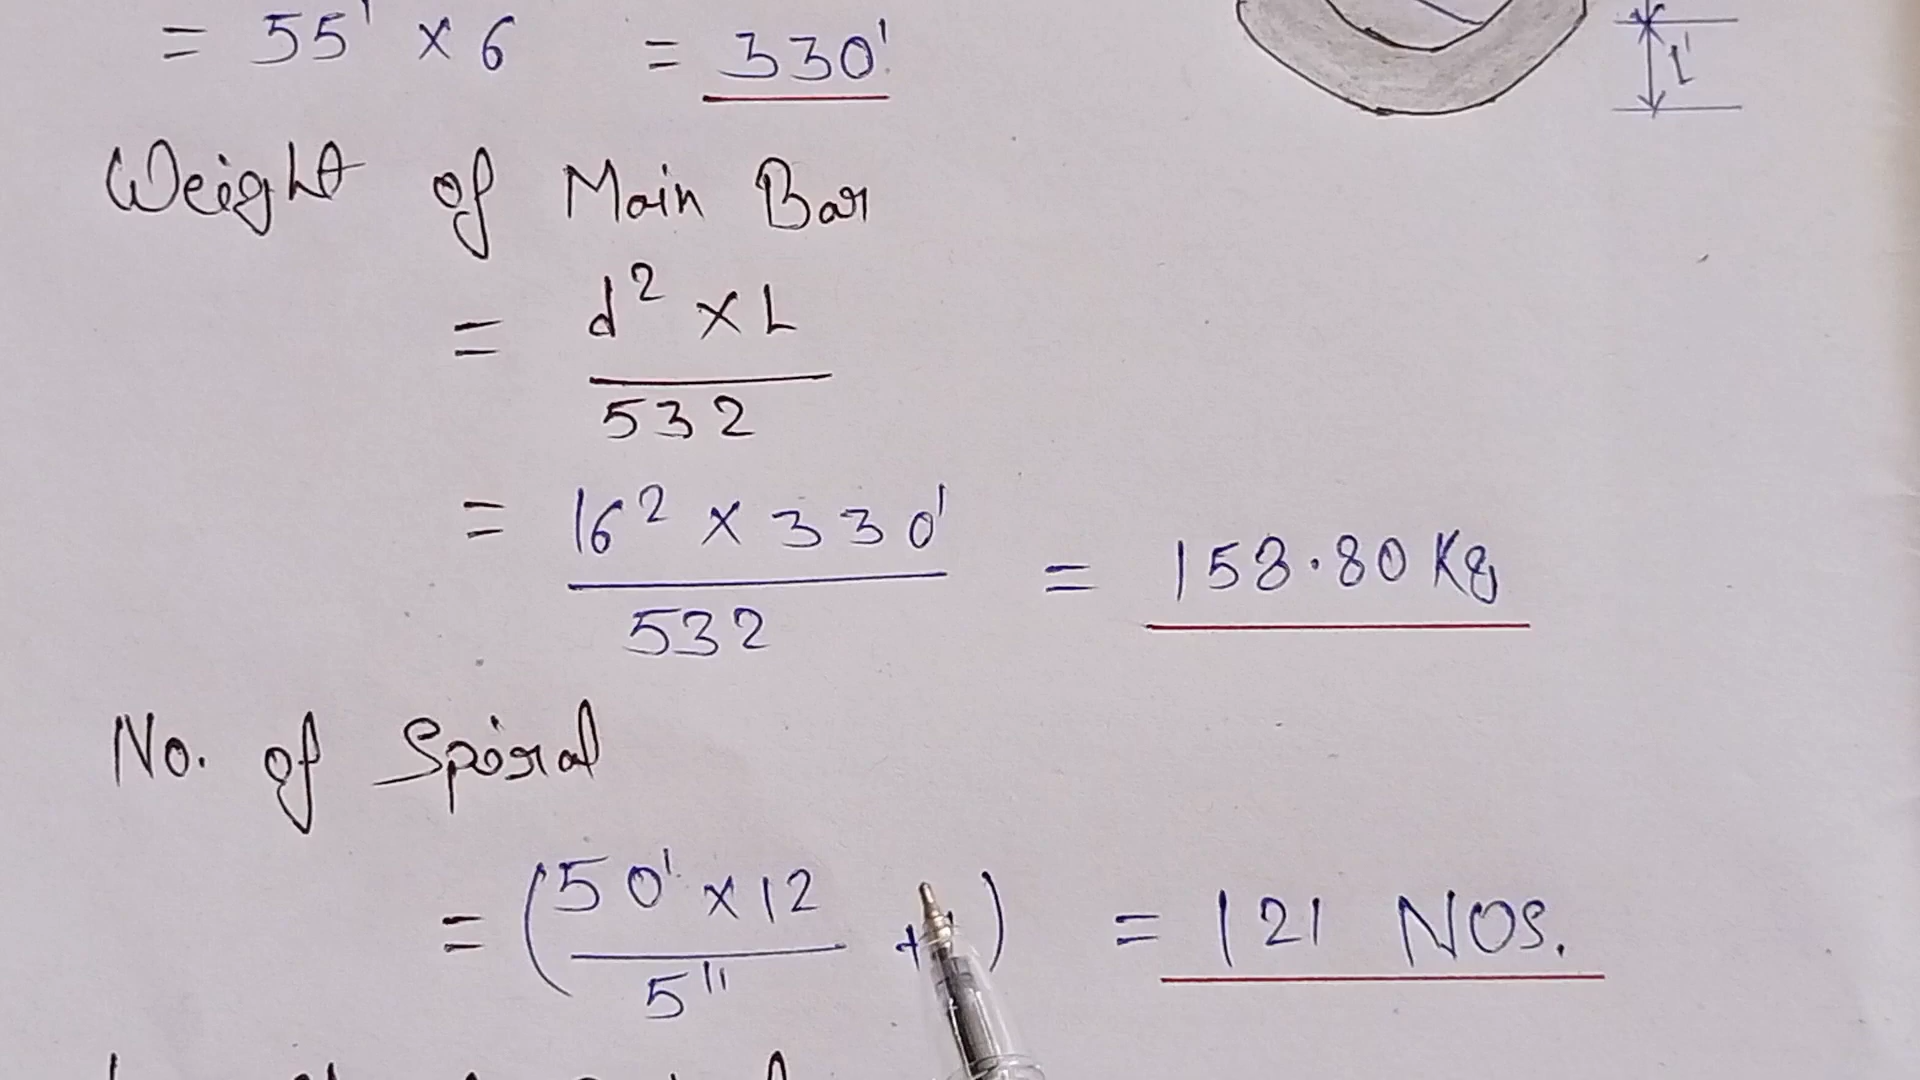 = 55' × 6 = 330'
1'
Weight of Main Bar
= d² × L
532
= 16² × 330' = 158.80 Kg
532
No. of Spiral
= (50' × 12 + 1) = 121 NOS.
5"